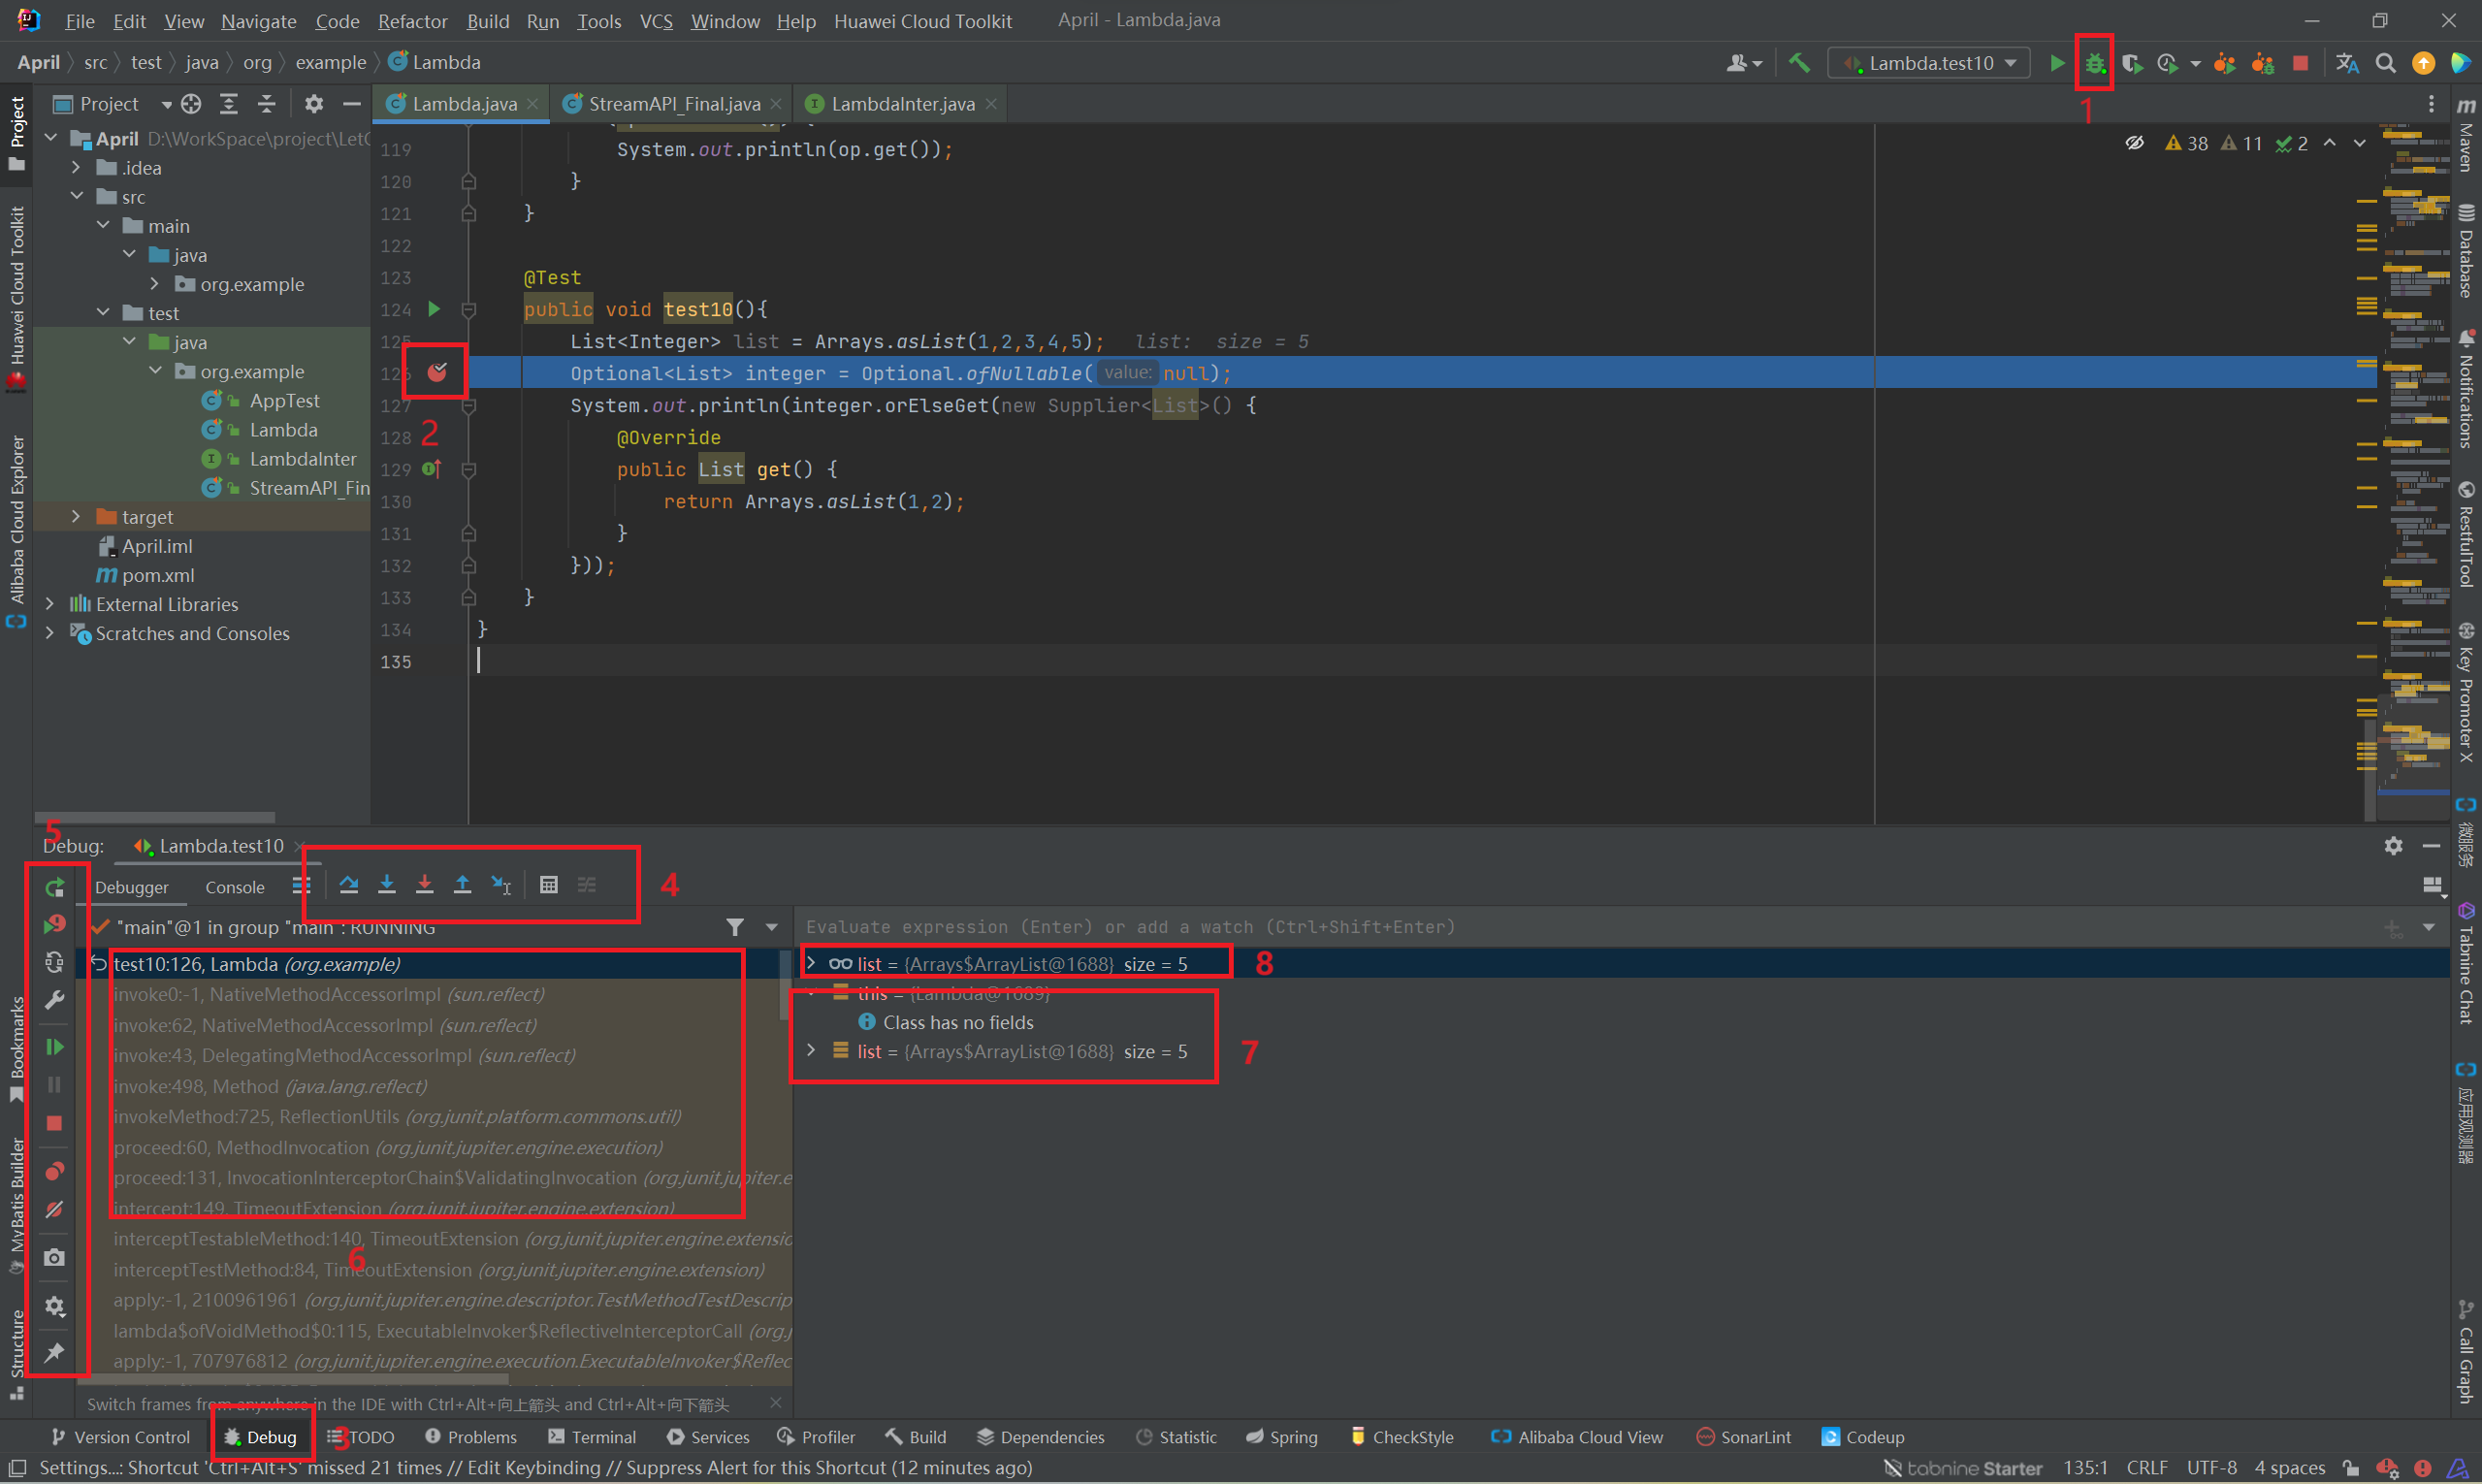 File Edit View Navigate Code Refactor Build Run Tools VCS Window Help Huawei Cloud Toolkit April - Lambda.java
April src test java org example Lambda Lambda.test10
1
Project Lambda.java StreamAPI_Final.java LambdaInter.java
April D:\WorkSpace\project\Let
.idea
src
main
java
org.example
test
java
org.example
AppTest
Lambda
LambdaInter
StreamAPI_Fin
target
April.iml
pom.xml
External Libraries
Scratches and Consoles
38 11 2
119 System.out.println(op.get());
120 }
121 }
122
123 @Test
124 public void test10(){
125 List<Integer> list = Arrays.asList(1,2,3,4,5); list: size = 5
126 Optional<List> integer = Optional.ofNullable( value: null);
127 System.out.println(integer.orElseGet(new Supplier<List>() {
2
128 @Override
129 public List get() {
130 return Arrays.asList(1,2);
131 }
132 }));
133 }
134 }
135
Project
Huawei Cloud Toolkit
Alibaba Cloud Explorer
Bookmarks
MyBatis Builder
Structure
Maven
Database
Notifications
RestfulTool
Key Promoter X
微服务
Tabnine Chat
应用观测器
Call Graph
5
Debug: Lambda.test10
Debugger Console
4
"main"@1 in group "main": RUNNING
test10:126, Lambda (org.example)
invoke0:-1, NativeMethodAccessorImpl (sun.reflect)
invoke:62, NativeMethodAccessorImpl (sun.reflect)
invoke:43, DelegatingMethodAccessorImpl (sun.reflect)
invoke:498, Method (java.lang.reflect)
invokeMethod:725, ReflectionUtils (org.junit.platform.commons.util)
proceed:60, MethodInvocation (org.junit.jupiter.engine.execution)
proceed:131, InvocationInterceptorChain$ValidatingInvocation (org.junit.jupiter.e
intercept:149, TimeoutExtension (org.junit.jupiter.engine.extension)
interceptTestableMethod:140, TimeoutExtension (org.junit.jupiter.engine.extensio
6
interceptTestMethod:84, TimeoutExtension (org.junit.jupiter.engine.extension)
apply:-1, 2100961961 (org.junit.jupiter.engine.descriptor.TestMethodTestDescrip
lambda$ofVoidMethod$0:115, ExecutableInvoker$ReflectiveInterceptorCall (org.j
apply:-1, 707976812 (org.junit.jupiter.engine.execution.ExecutableInvoker$Reflec
Switch frames from anywhere in the IDE with Ctrl+Alt+向上箭头 and Ctrl+Alt+向下箭头
Evaluate expression (Enter) or add a watch (Ctrl+Shift+Enter)
list = {Arrays$ArrayList@1688} size = 5
8
this = {Lambda@1689}
Class has no fields
list = {Arrays$ArrayList@1688} size = 5
7
Version Control Debug 3 TODO Problems Terminal Services Profiler Build Dependencies Statistic Spring CheckStyle Alibaba Cloud View SonarLint Codeup
Settings...: Shortcut 'Ctrl+Alt+S' missed 21 times // Edit Keybinding // Suppress Alert for this Shortcut (12 minutes ago) tabnine Starter 135:1 CRLF UTF-8 4 spaces